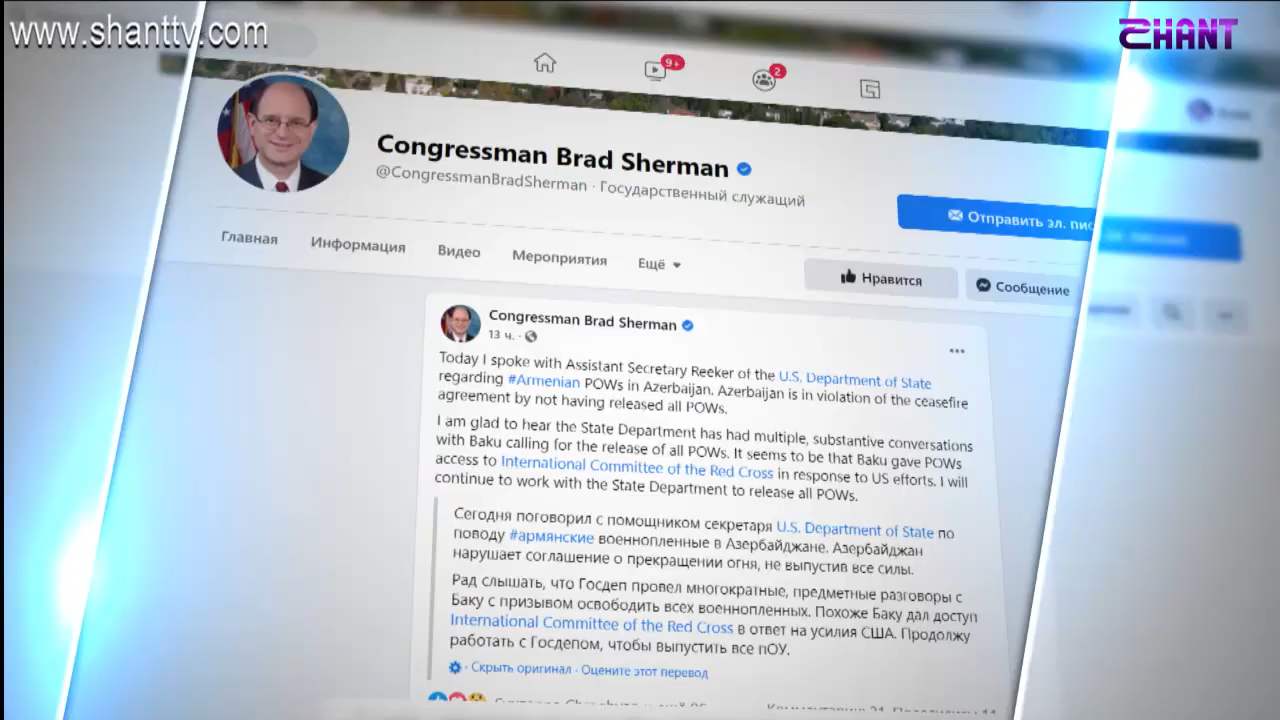 www.shanttv.com
SHANT
9+
2
Congressman Brad Sherman
@CongressmanBradSherman · Государственный служащий
Отправить эл. пис
Главная
Информация
Видео
Мероприятия
Ещё
Нравится
Сообщение
Congressman Brad Sherman
13 ч. ·
Today I spoke with Assistant Secretary Reeker of the U.S. Department of State
regarding #Armenian POWs in Azerbaijan. Azerbaijan is in violation of the ceasefire
agreement by not having released all POWs.
I am glad to hear the State Department has had multiple, substantive conversations
with Baku calling for the release of all POWs. It seems to be that Baku gave POWs
access to International Committee of the Red Cross in response to US efforts. I will
continue to work with the State Department to release all POWs.
Сегодня поговорил с помощником секретаря U.S. Department of State по
поводу #армянские военнопленные в Азербайджане. Азербайджан
нарушает соглашение о прекращении огня, не выпустив все силы.
Рад слышать, что Госдеп провел многократные, предметные разговоры с
Баку с призывом освободить всех военнопленных. Похоже Баку дал доступ
International Committee of the Red Cross в ответ на усилия США. Продолжу
работать с Госдепом, чтобы выпустить все пОУ.
· Скрыть оригинал · Оцените этот перевод